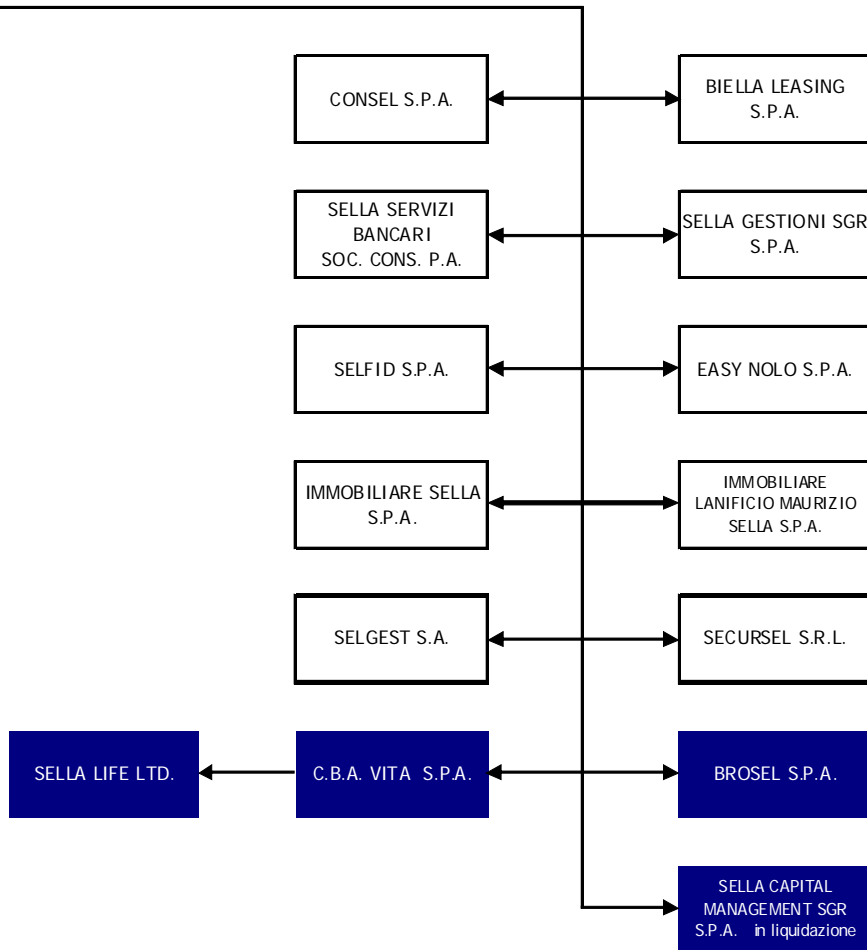 CONSEL S.P.A.
BIELLA LEASING
S.P.A.
SELLA SERVIZI
BANCARI
SOC. CONS. P.A.
SELLA GESTIONI SGR
S.P.A.
SELFID S.P.A.
EASY NOLO S.P.A.
IMMOBILIARE SELLA
S.P.A.
IMMOBILIARE
LANIFICIO MAURIZIO
SELLA S.P.A.
SELGEST S.A.
SECURSEL S.R.L.
SELLA LIFE LTD.
C.B.A. VITA S.P.A.
BROSEL S.P.A.
SELLA CAPITAL
MANAGEMENT SGR
S.P.A. in liquidazione